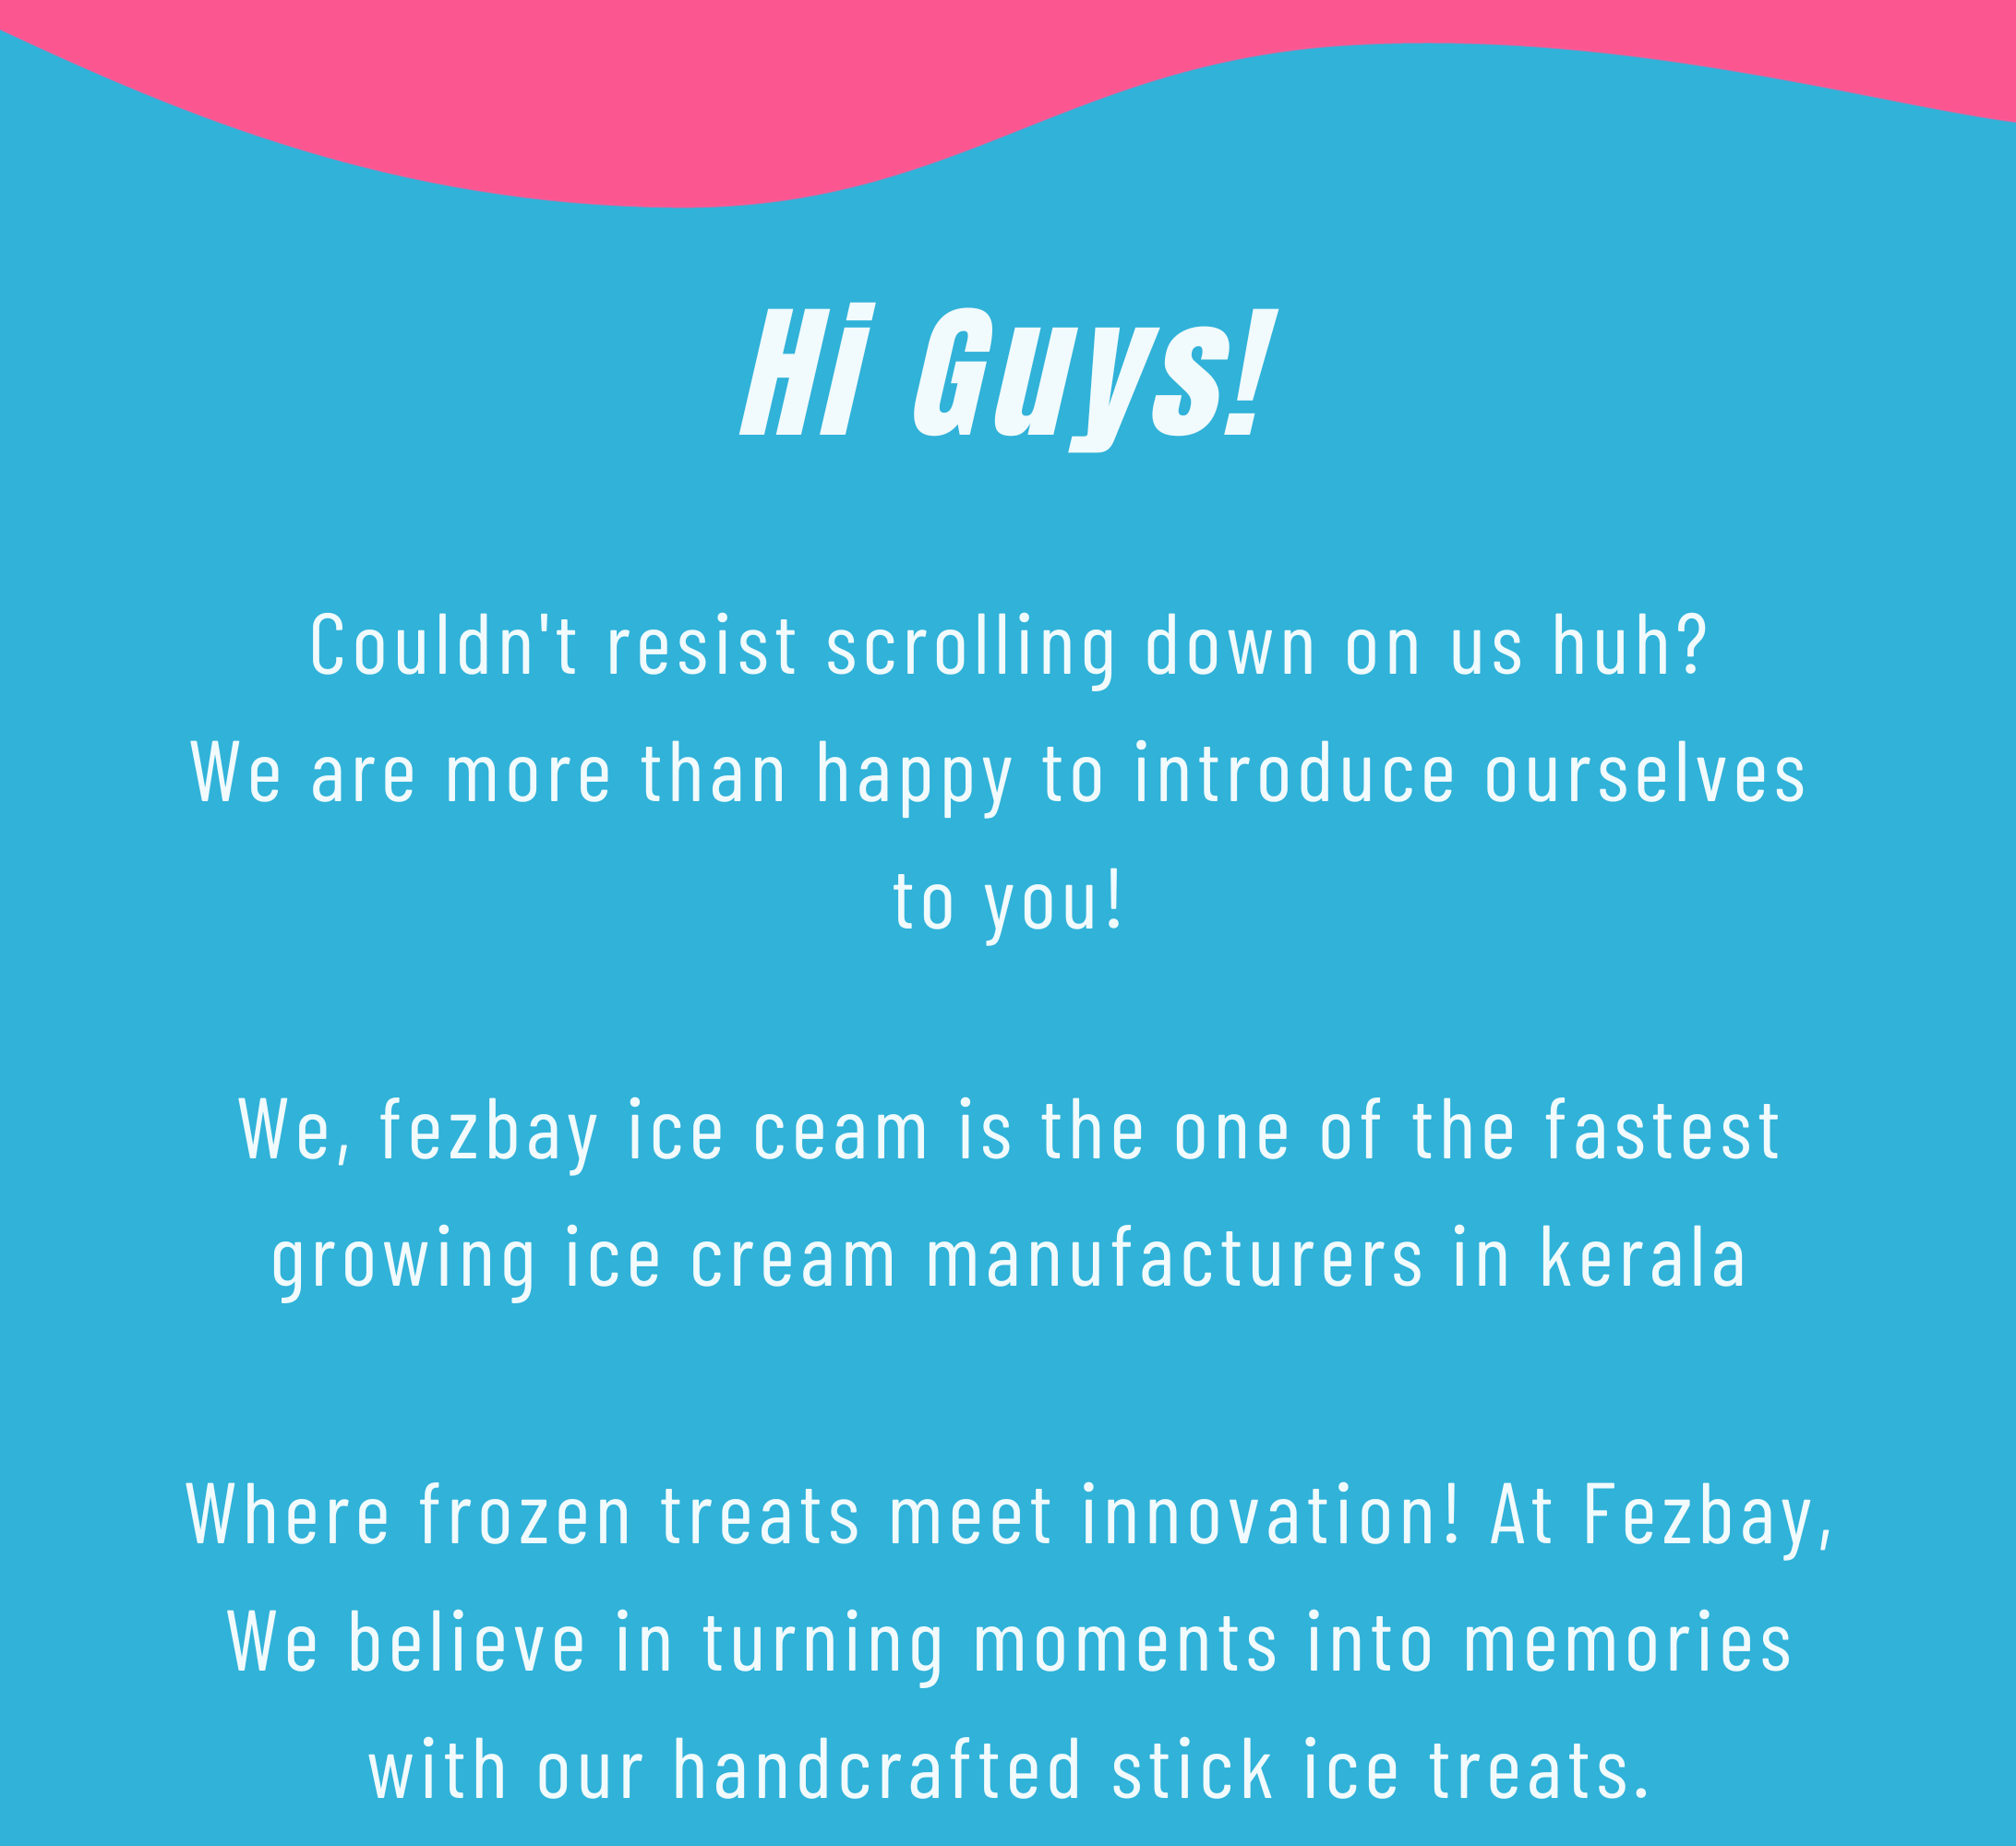 Hi Guys!
Couldn't resist scrolling down on us huh?
We are more than happy to introduce ourselves
to you!
We, fezbay ice ceam is the one of the fastest
growing ice cream manufacturers in kerala
Where frozen treats meet innovation! At Fezbay,
We believe in turning moments into memories
with our handcrafted stick ice treats.